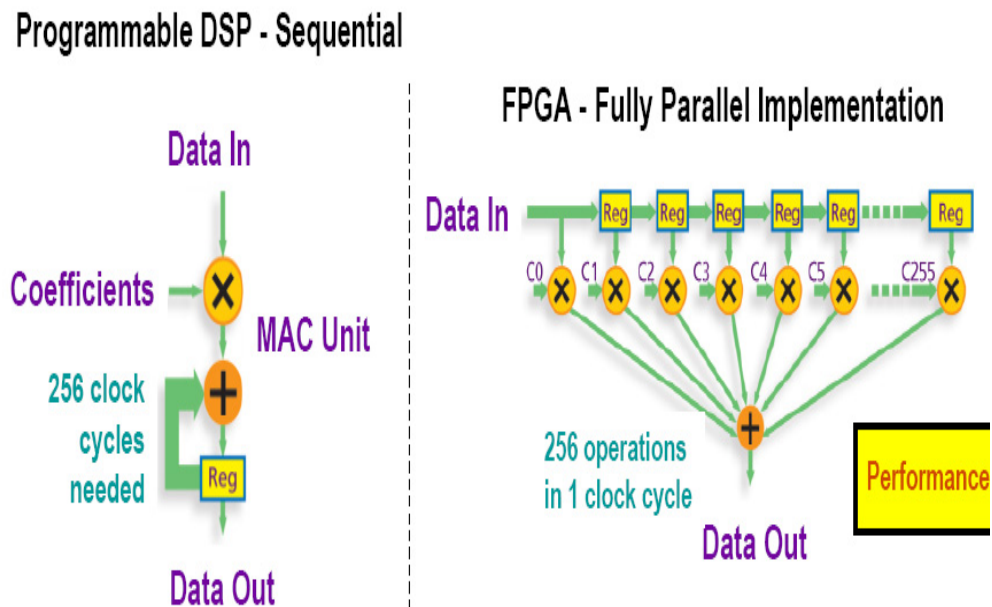 Programmable DSP - Sequential
Data In
Coefficients
MAC Unit
256 clock
cycles
needed
Reg
Data Out
FPGA - Fully Parallel Implementation
Data In
Reg Reg Reg Reg Reg Reg
C0 C1 C2 C3 C4 C5 C255
256 operations
in 1 clock cycle
Data Out
Performance